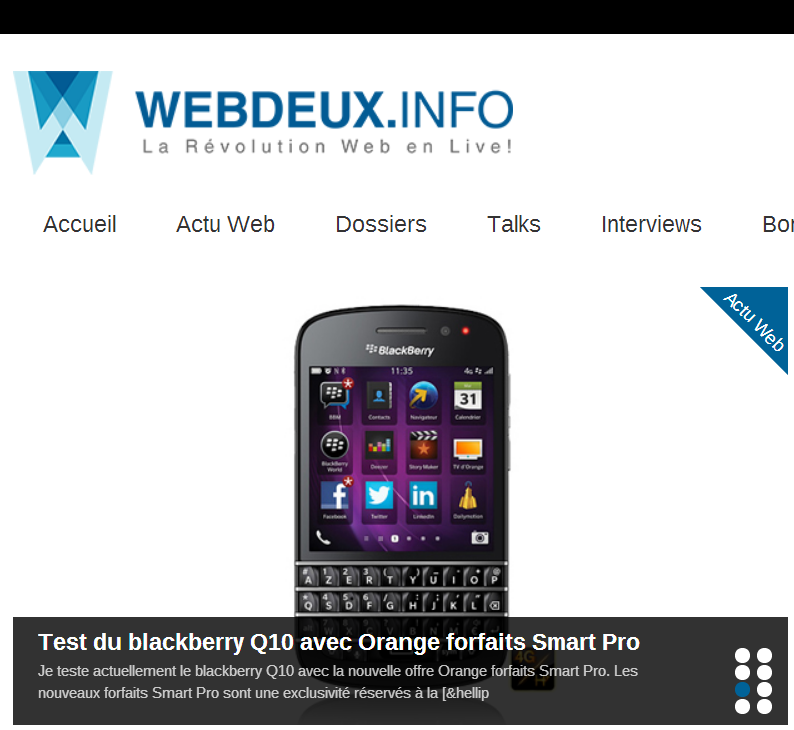 WEBDEUX.INFO
La Révolution Web en Live!
Accueil Actu Web Dossiers Talks Interviews Bor
Actu Web
BlackBerry
11:35 4G
BBM Contacts Navigateur Calendrier
31
BlackBerry World Deezer Story Maker TV d'Orange
Facebook Twitter LinkedIn Dailymotion
A Z E R T Y U I O P
Q S D F G H J K L M
Test du blackberry Q10 avec Orange forfaits Smart Pro
Je teste actuellement le blackberry Q10 avec la nouvelle offre Orange forfaits Smart Pro. Les
nouveaux forfaits Smart Pro sont une exclusivité réservés à la [&hellip
4G
H+